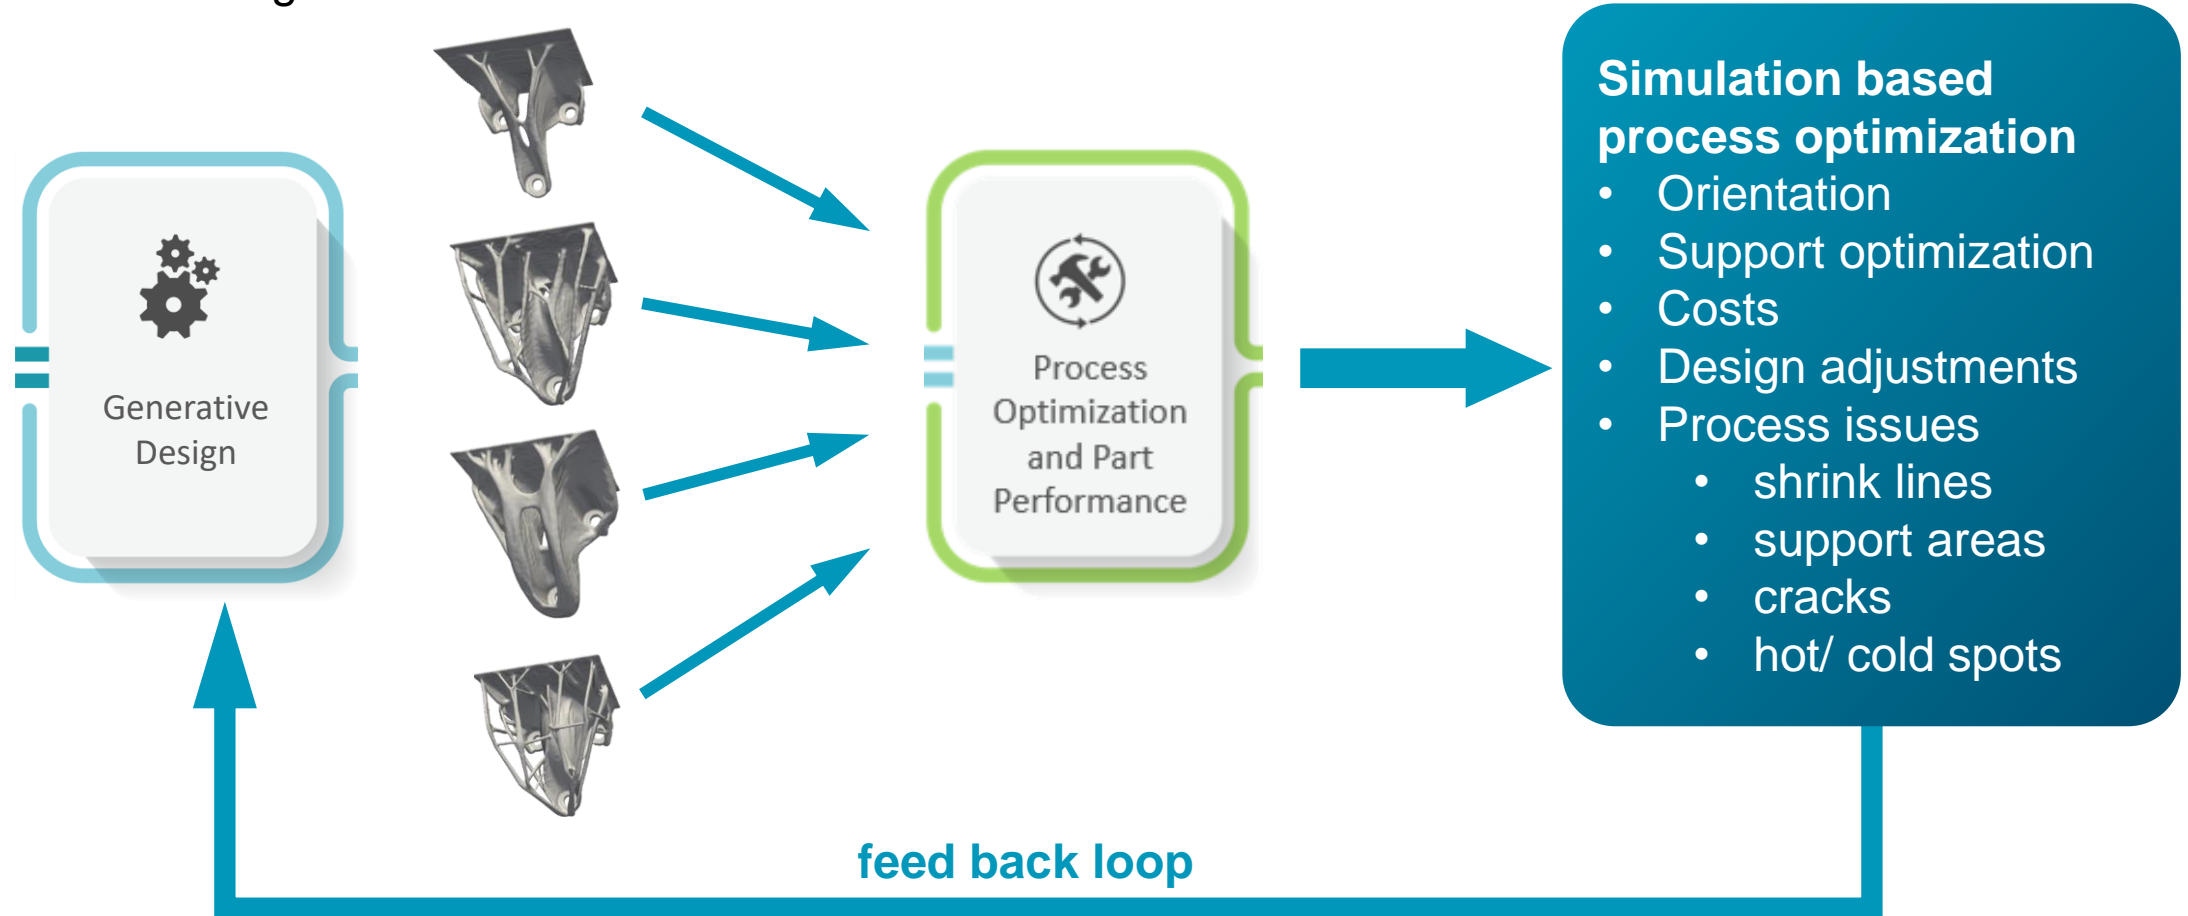 Generative
Design
Process
Optimization
and Part
Performance
Simulation based
process optimization
• Orientation
• Support optimization
• Costs
• Design adjustments
• Process issues
• shrink lines
• support areas
• cracks
• hot/ cold spots
feed back loop